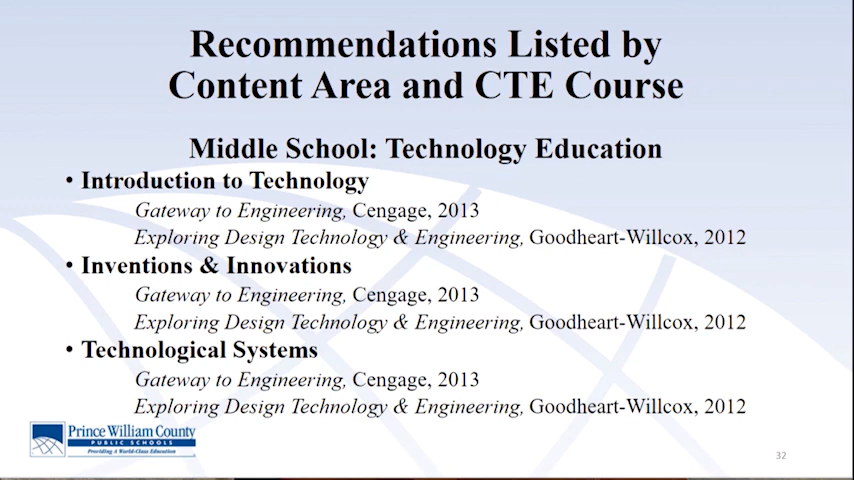 Recommendations Listed by
Content Area and CTE Course
Middle School: Technology Education
• Introduction to Technology
Gateway to Engineering, Cengage, 2013
Exploring Design Technology & Engineering, Goodheart-Willcox, 2012
• Inventions & Innovations
Gateway to Engineering, Cengage, 2013
Exploring Design Technology & Engineering, Goodheart-Willcox, 2012
• Technological Systems
Gateway to Engineering, Cengage, 2013
Exploring Design Technology & Engineering, Goodheart-Willcox, 2012
Prince William County
PUBLIC SCHOOLS
Providing A World-Class Education
32